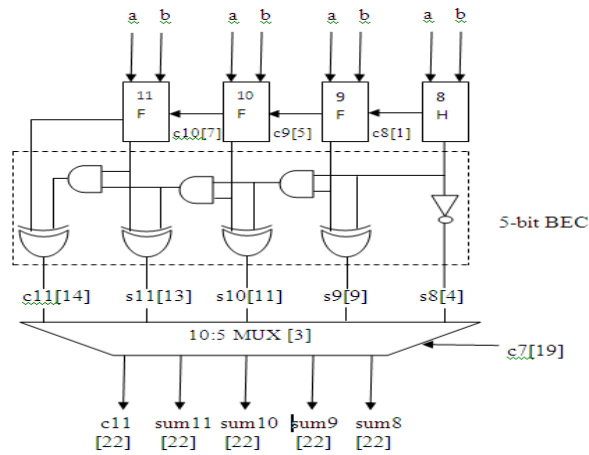 a b a b a b a b
11 F
10 F
9 F
8 H
c10[7] c9[5] c8[1]
5-bit BEC
c11[14] s11[13] s10[11] s9[9] s8[4]
10:5 MUX [3]
c7[19]
c11 sum11 sum10 sum9 sum8
[22] [22] [22] [22] [22]